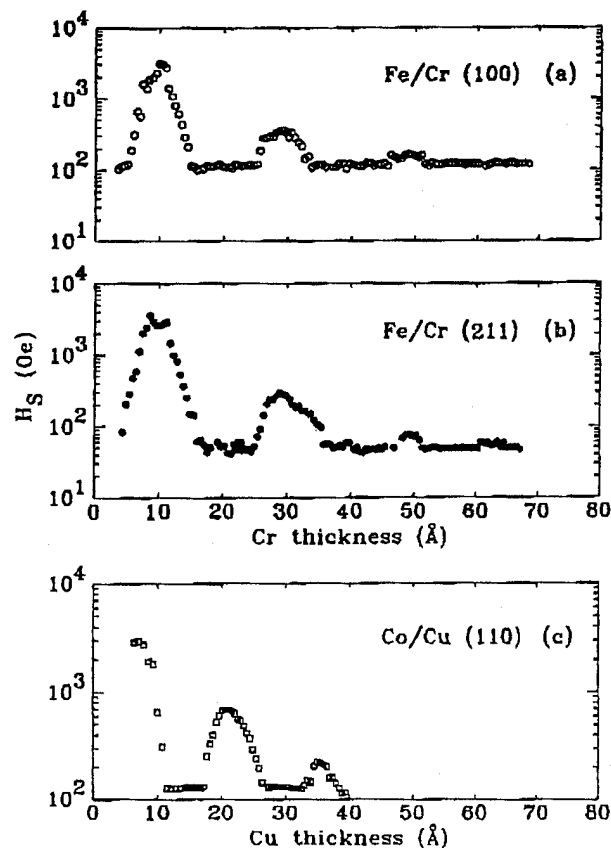 10^4
10^3
10^2
10^1
Fe/Cr (100) (a)
10^4
10^3
10^2
10^1
Fe/Cr (211) (b)
H_S (Oe)
0 10 20 30 40 50 60 70 80
Cr thickness (Å)
10^4
10^3
10^2
Co/Cu (110) (c)
0 10 20 30 40 50 60 70 80
Cu thickness (Å)